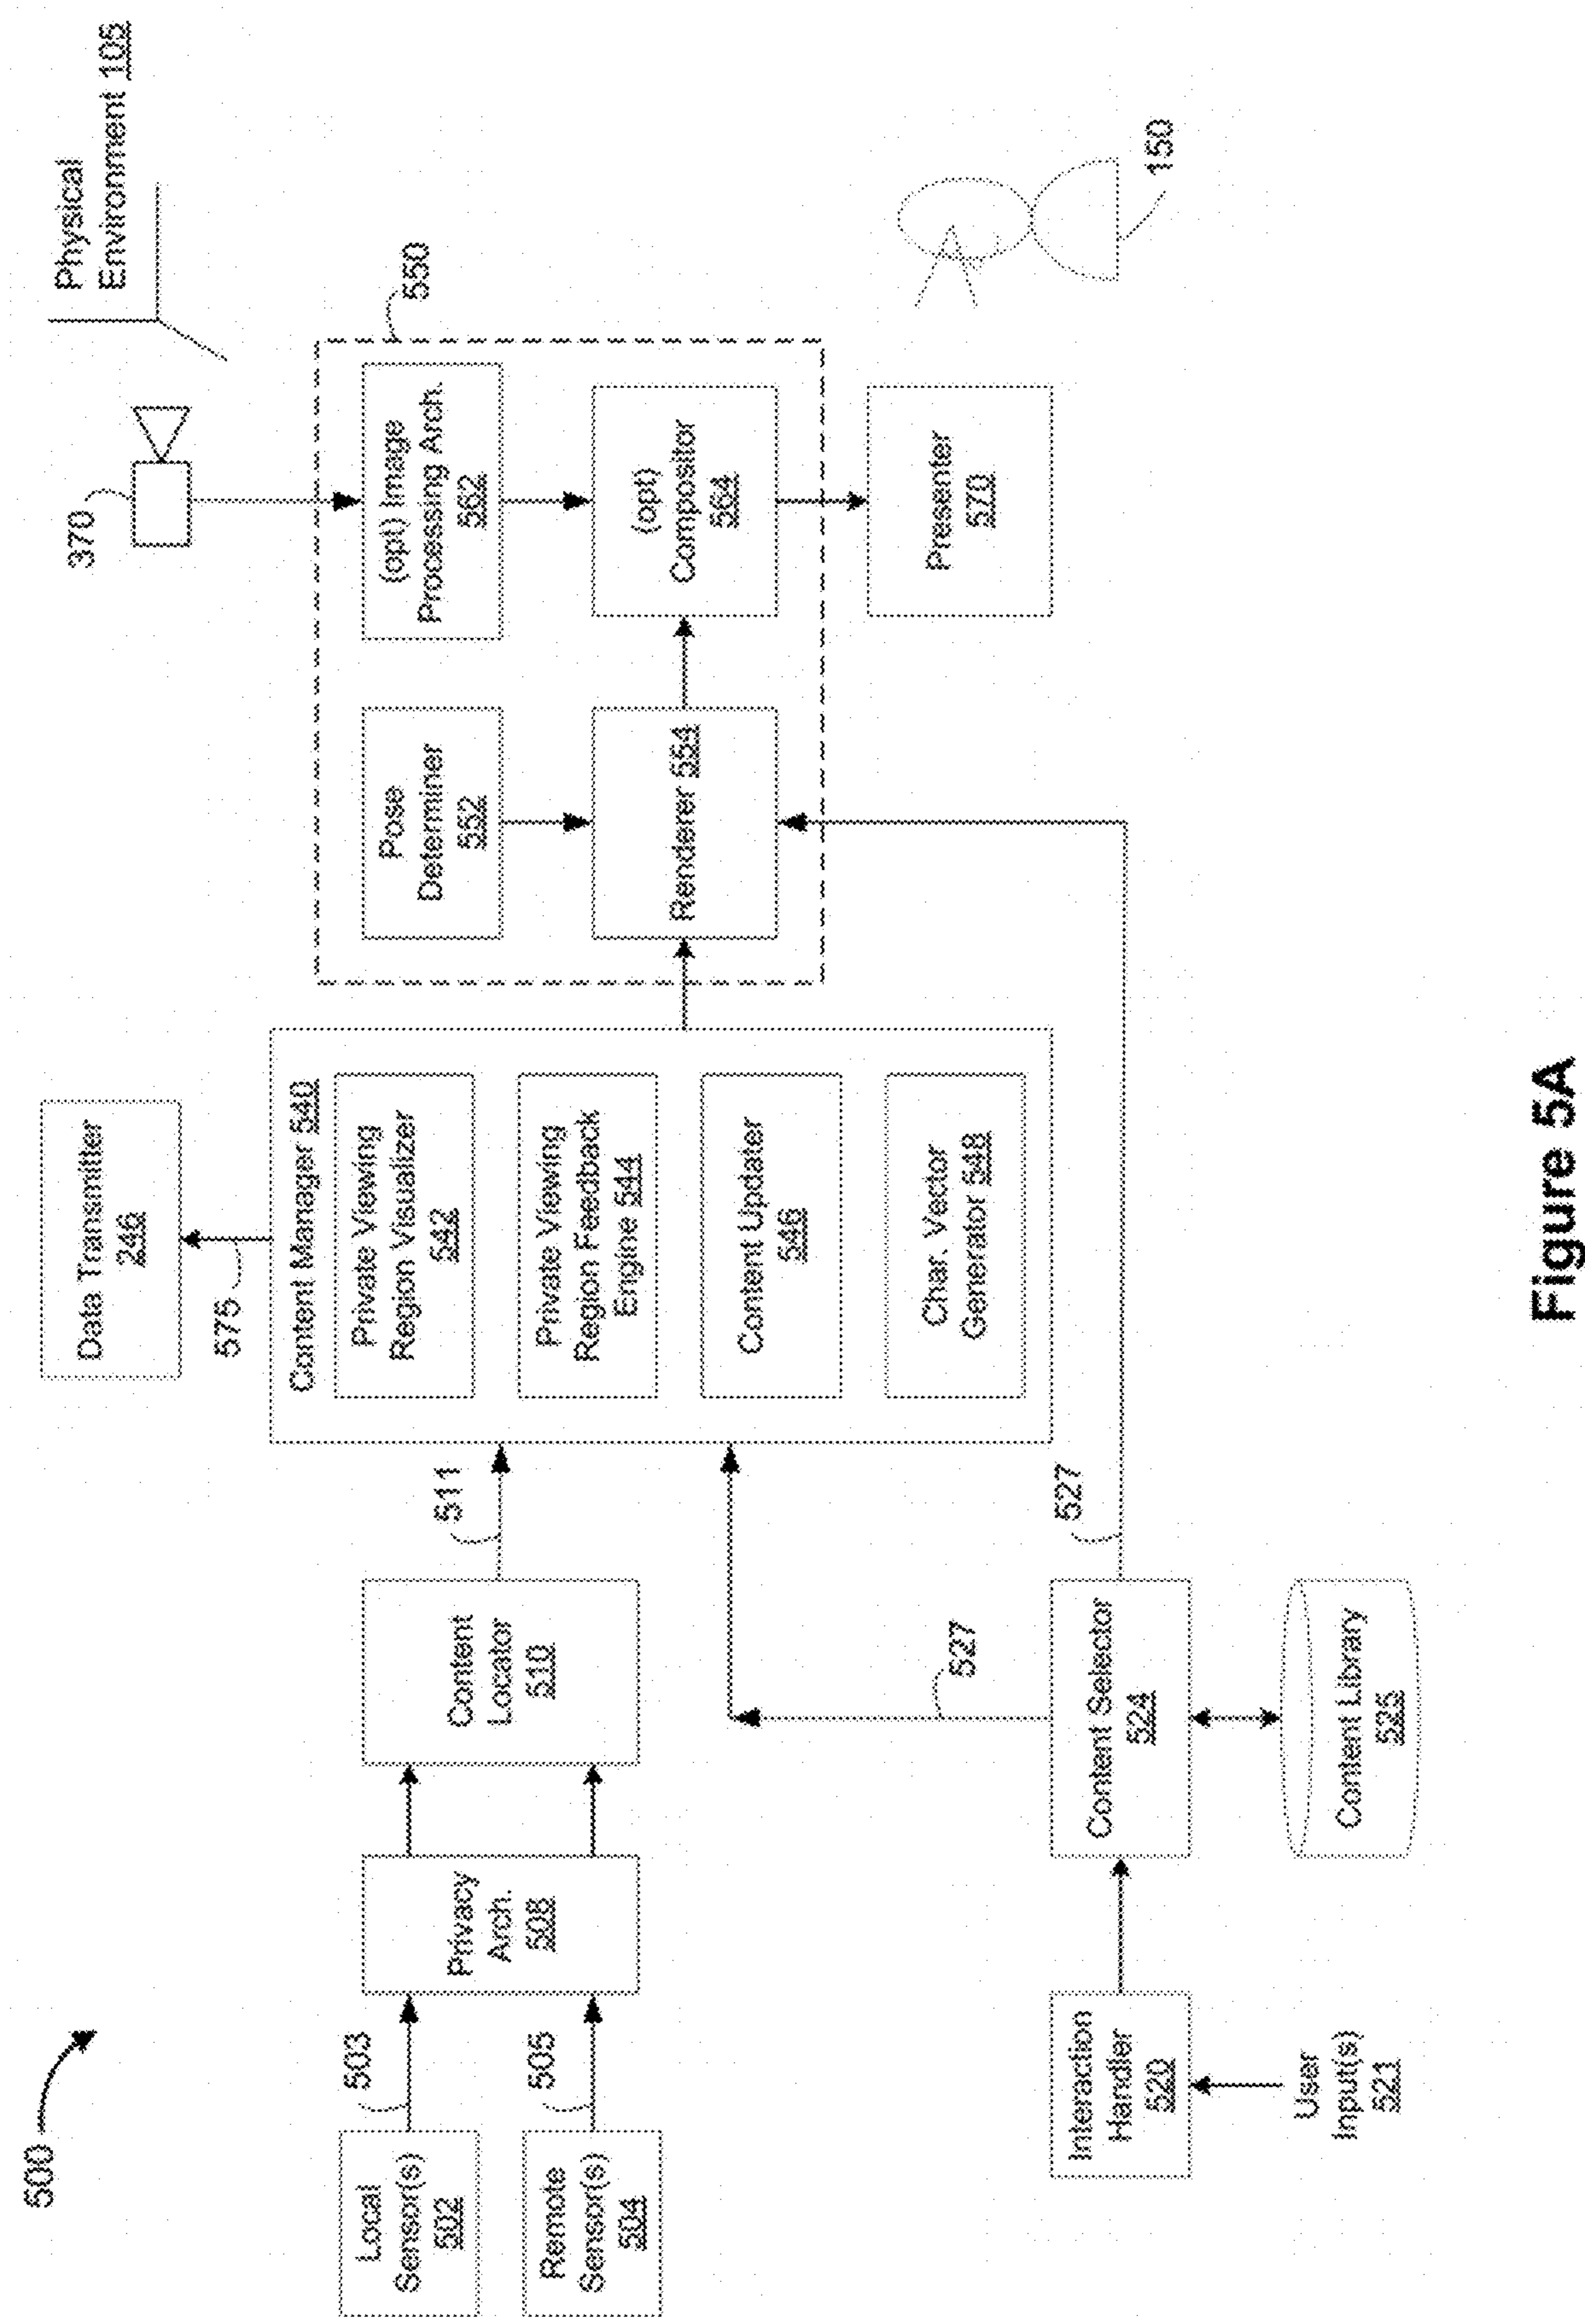 500
Physical
Environment 105
370
550
Data Transmitter
246
575
Local
Sensor(s)
502
503
Remote
Sensor(s)
504
505
Privacy
Arch.
508
Content
Locator
510
511
Content Manager 540
Private Viewing
Region Visualizer
542
Private Viewing
Region Feedback
Engine 544
Content Updater
546
Char. Vector
Generator 548
Pose
Determiner
552
(opt) Image
Processing Arch.
562
Renderer 554
(opt)
Compositor
564
Presenter
570
150
527
527
Interaction
Handler
520
User
Input(s)
521
Content Selector
524
Content Library
525
Figure 5A